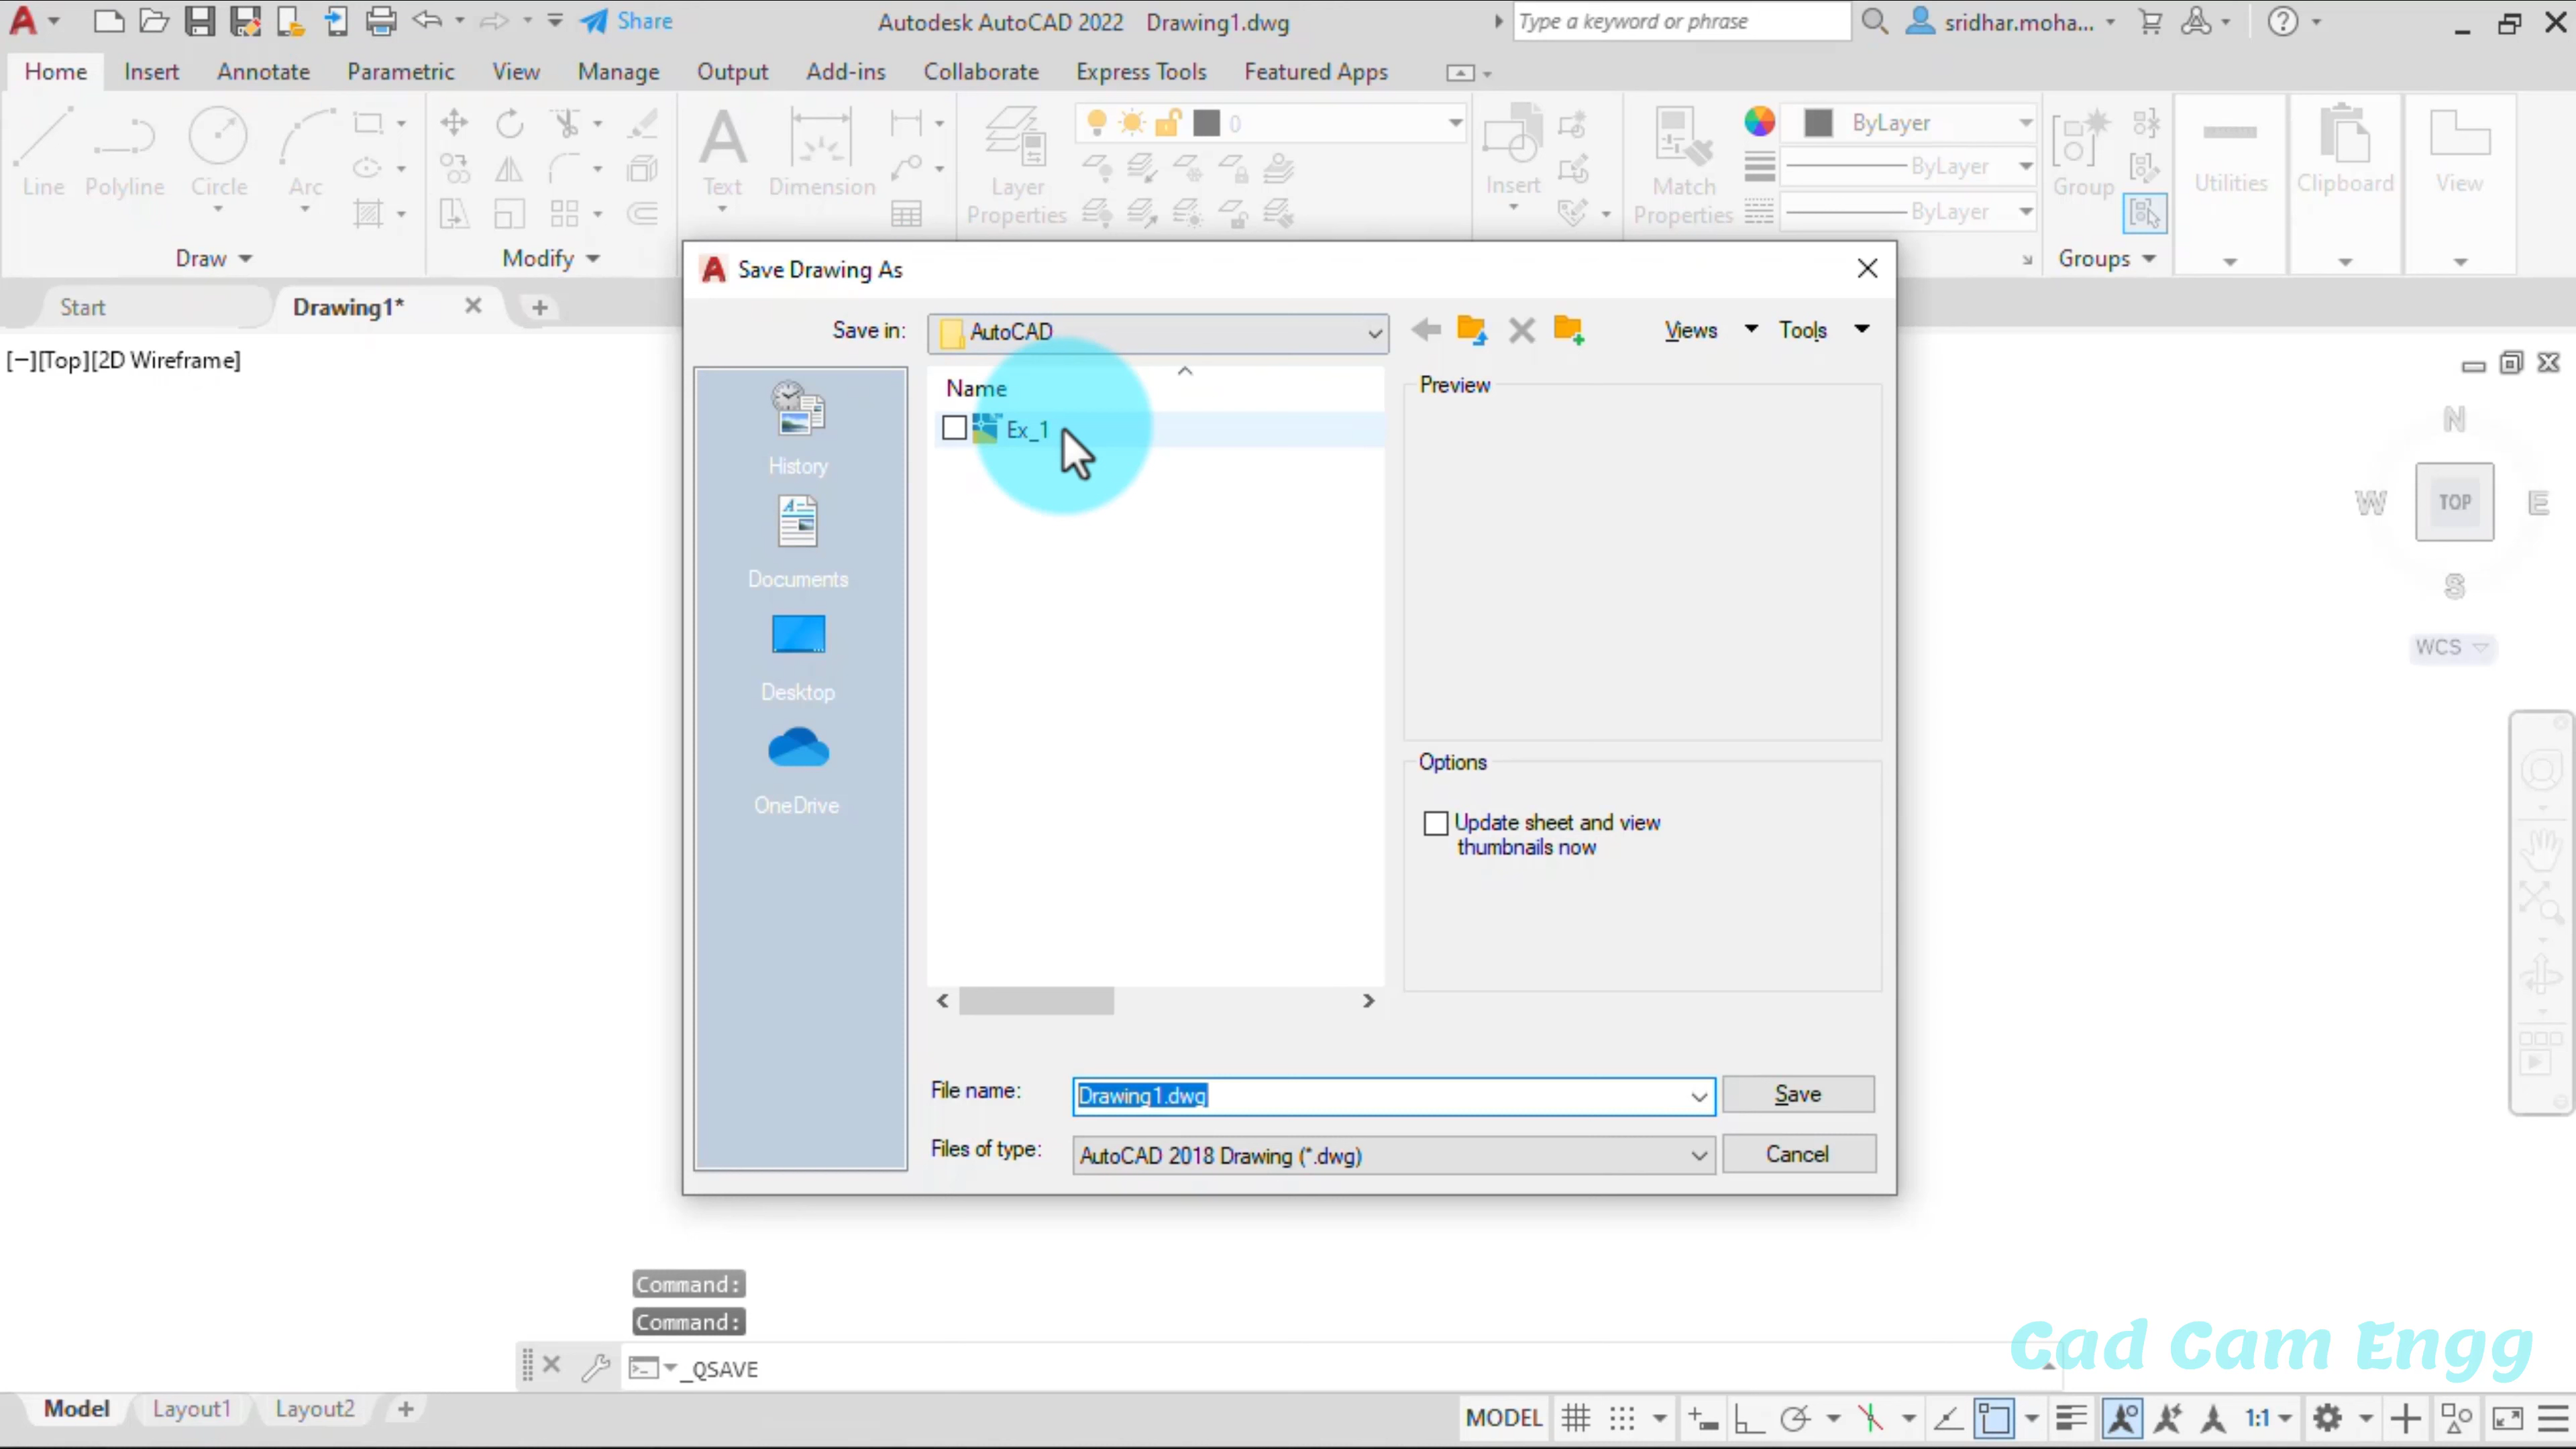 Share
Autodesk AutoCAD 2022 Drawing1.dwg
Type a keyword or phrase
sridhar.moha...
Home Insert Annotate Parametric View Manage Output Add-ins Collaborate Express Tools Featured Apps
Line Polyline Circle Arc
Text Dimension
Layer Properties
0
Insert
Match Properties
ByLayer
ByLayer
ByLayer
Group
Utilities
Clipboard
View
Draw Modify Groups
Start Drawing1*
[−][Top][2D Wireframe]
Save Drawing As
Save in: AutoCAD
Views Tools
Name
Ex_1
History
Documents
Desktop
OneDrive
Preview
Options
Update sheet and view
thumbnails now
File name: Drawing1.dwg Save
Files of type: AutoCAD 2018 Drawing (*.dwg) Cancel
N
W TOP E
S
WCS
Command:
Command:
_QSAVE
Cad Cam Engg
Model Layout1 Layout2
MODEL 1:1